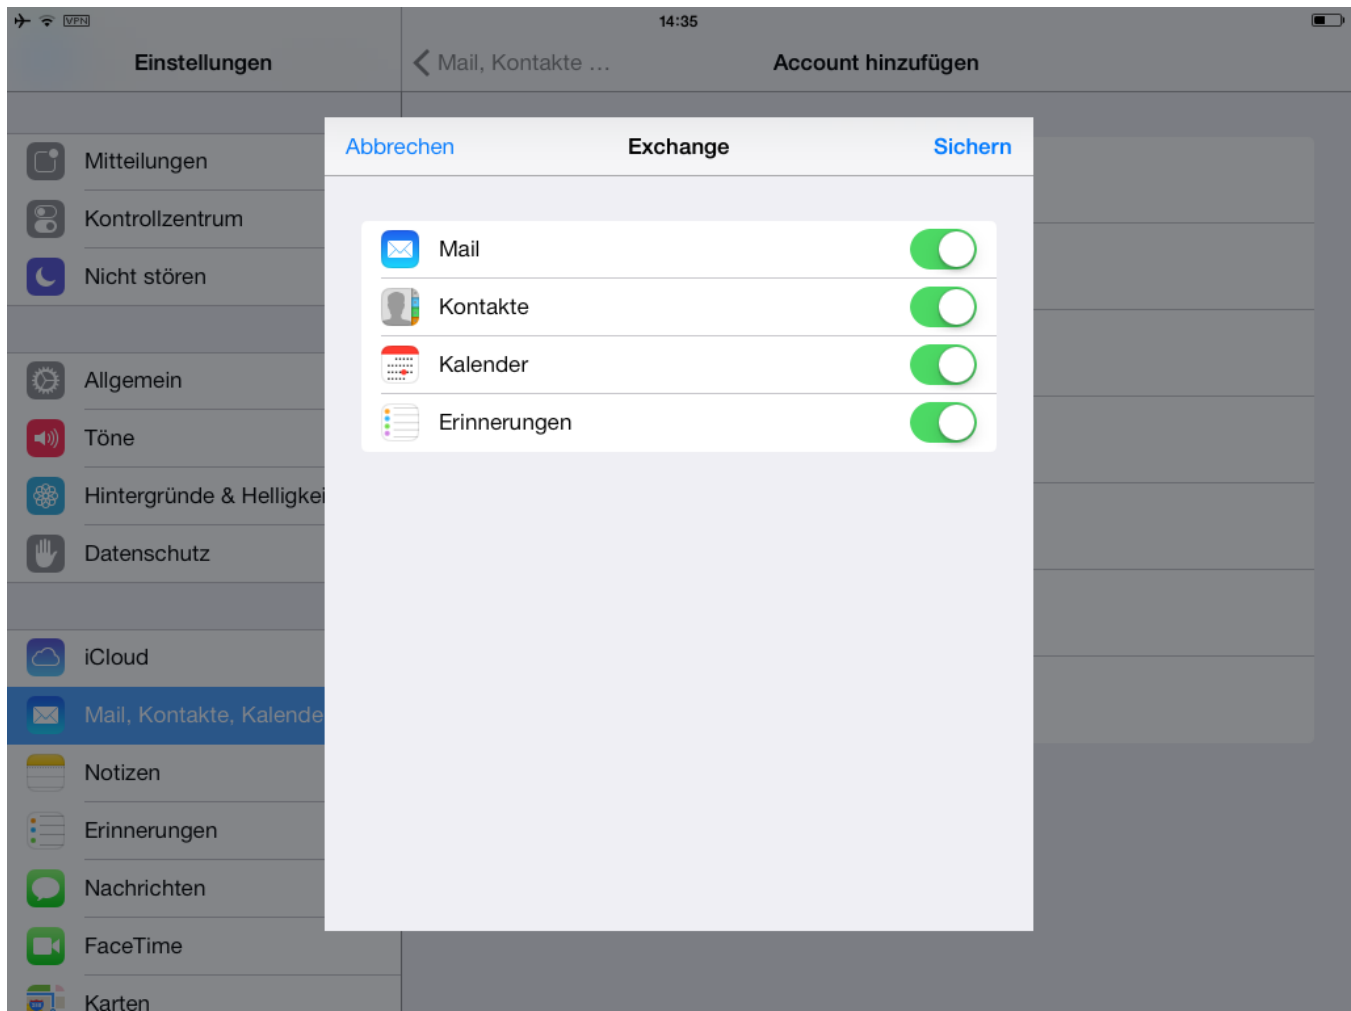 VPN
14:35
Einstellungen
Mail, Kontakte ...
Account hinzufügen
Abbrechen
Exchange
Sichern
Mitteilungen
Kontrollzentrum
Nicht stören
Allgemein
Töne
Hintergründe & Helligkei
Datenschutz
iCloud
Mail, Kontakte, Kalende
Notizen
Erinnerungen
Nachrichten
FaceTime
Karten
Mail
Kontakte
Kalender
Erinnerungen